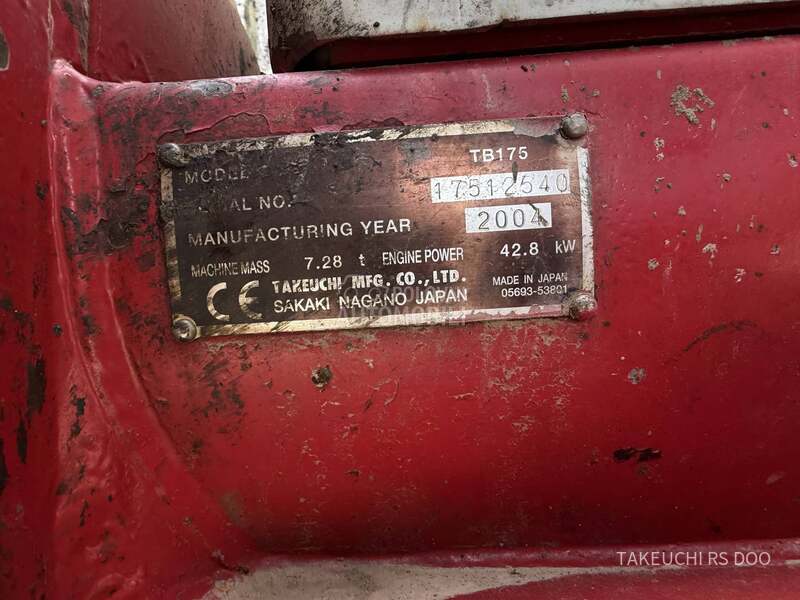 MODEL TB175
SERIAL NO. 17512540
MANUFACTURING YEAR 2004
MACHINE MASS 7.28 t ENGINE POWER 42.8 kW
CE TAKEUCHI MFG. CO., LTD.
SAKAKI NAGANO JAPAN
MADE IN JAPAN
05693-53801
TAKEUCHI RS DOO